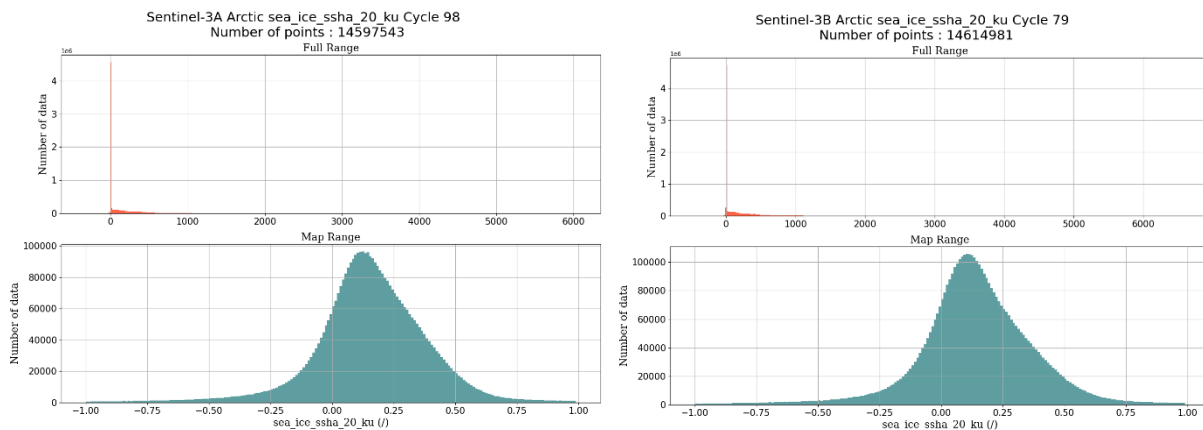 Sentinel-3A Arctic sea_ice_ssha_20_ku Cycle 98
Number of points : 14597543
Full Range
1e6
Number of data
4
3
2
1
0
0 1000 2000 3000 4000 5000 6000
Map Range
Number of data
100000
80000
60000
40000
20000
0
−1.00 −0.75 −0.50 −0.25 0.00 0.25 0.50 0.75 1.00
sea_ice_ssha_20_ku (/)
Sentinel-3B Arctic sea_ice_ssha_20_ku Cycle 79
Number of points : 14614981
Full Range
1e6
Number of data
4
3
2
1
0
0 1000 2000 3000 4000 5000 6000
Map Range
Number of data
100000
80000
60000
40000
20000
0
−1.00 −0.75 −0.50 −0.25 0.00 0.25 0.50 0.75 1.00
sea_ice_ssha_20_ku (/)